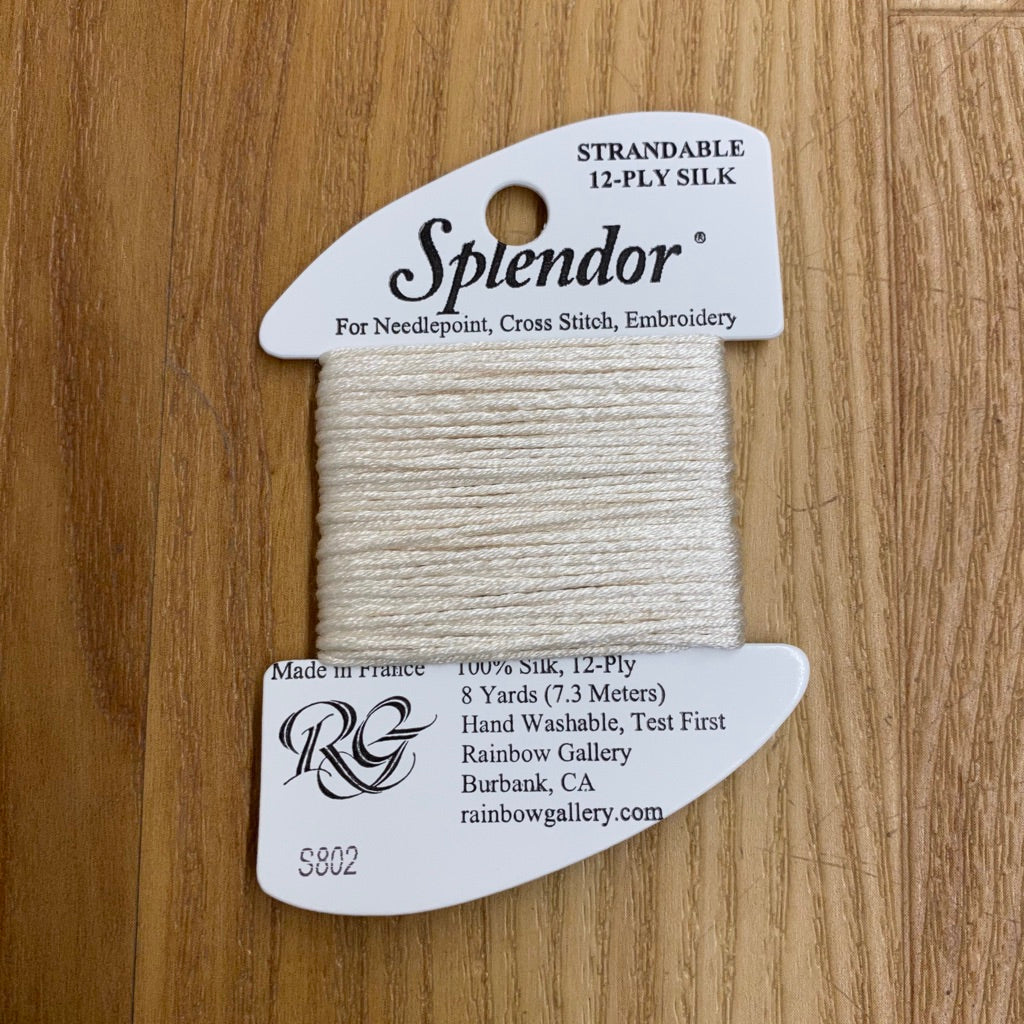 STRANDABLE
12-PLY SILK
Splendor®
For Needlepoint, Cross Stitch, Embroidery
Made in France
100% Silk, 12-Ply
8 Yards (7.3 Meters)
Hand Washable, Test First
Rainbow Gallery
Burbank, CA
rainbowgallery.com
RG
S802